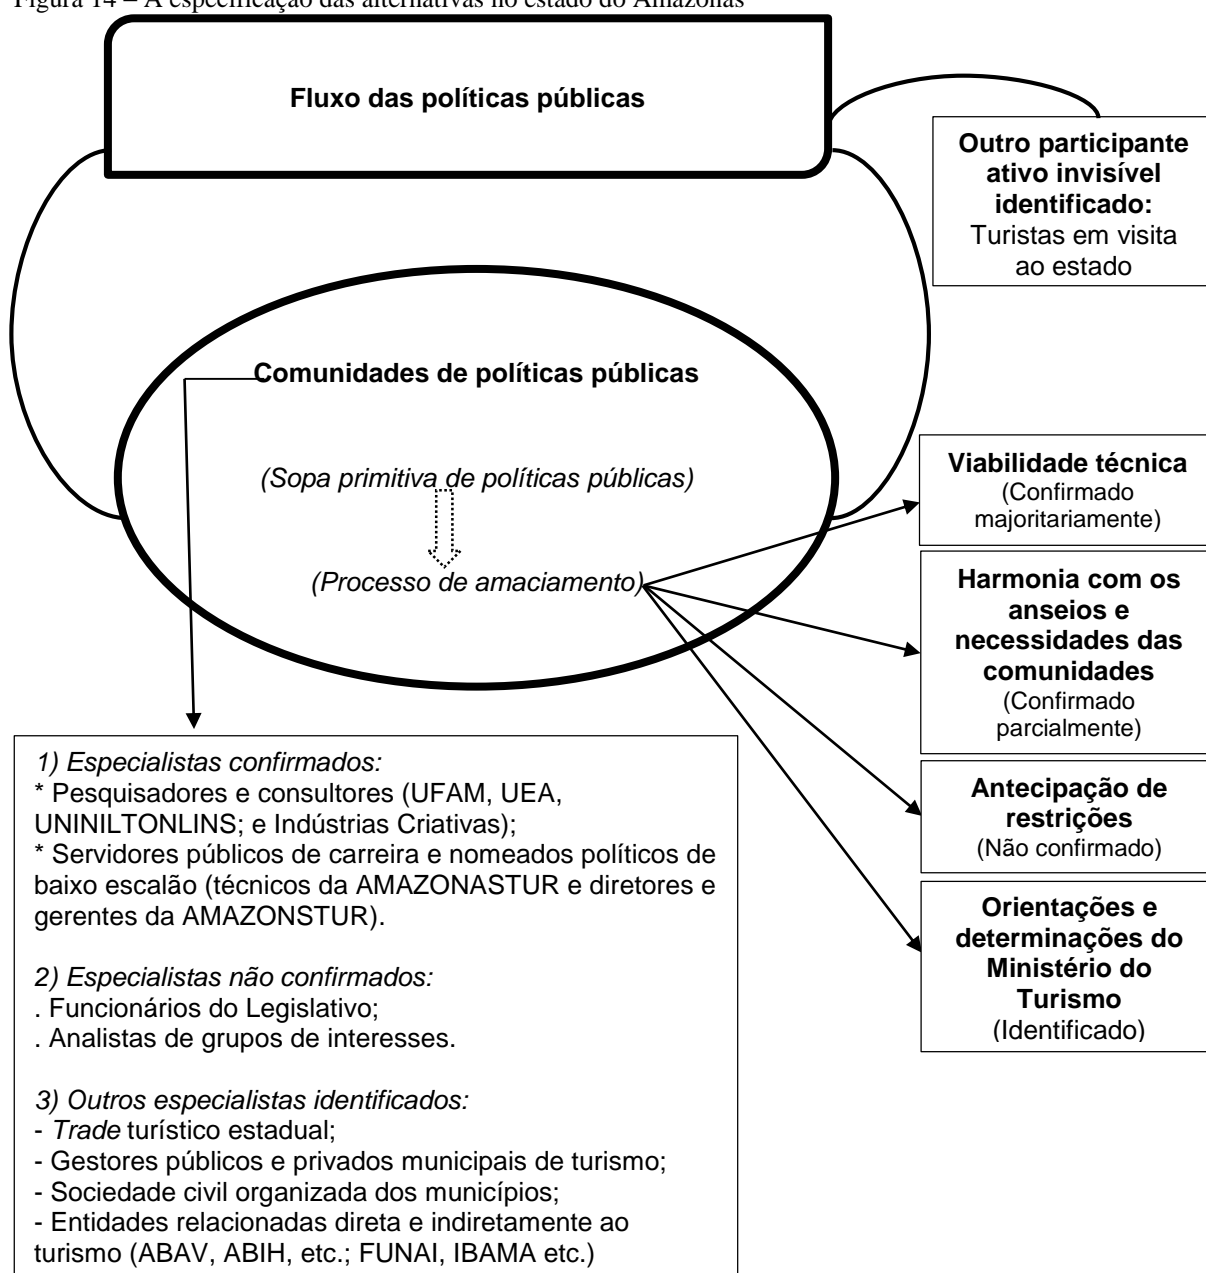 Figura 14 – A especificação das alternativas no estado do Amazonas
Fluxo das políticas públicas
Outro participante
ativo invisível
identificado:
Turistas em visita
ao estado
Comunidades de políticas públicas
(Sopa primitiva de políticas públicas)
(Processo de amaciamento)
Viabilidade técnica
(Confirmado
majoritariamente)
Harmonia com os
anseios e
necessidades das
comunidades
(Confirmado
parcialmente)
Antecipação de
restrições
(Não confirmado)
Orientações e
determinações do
Ministério do
Turismo
(Identificado)
1) Especialistas confirmados:
* Pesquisadores e consultores (UFAM, UEA,
UNINILTONLINS; e Indústrias Criativas);
* Servidores públicos de carreira e nomeados políticos de
baixo escalão (técnicos da AMAZONASTUR e diretores e
gerentes da AMAZONSTUR).
2) Especialistas não confirmados:
. Funcionários do Legislativo;
. Analistas de grupos de interesses.
3) Outros especialistas identificados:
- Trade turístico estadual;
- Gestores públicos e privados municipais de turismo;
- Sociedade civil organizada dos municípios;
- Entidades relacionadas direta e indiretamente ao
turismo (ABAV, ABIH, etc.; FUNAI, IBAMA etc.)